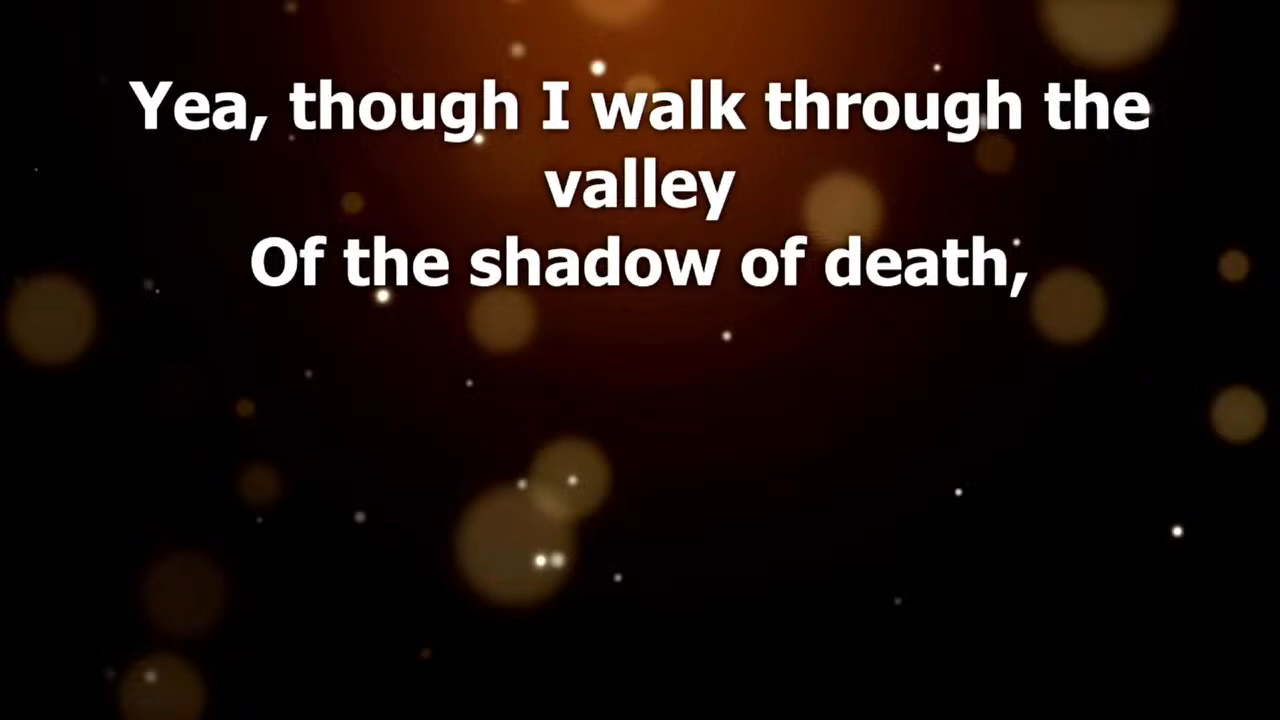 Yea, though I walk through the
valley
Of the shadow of death,